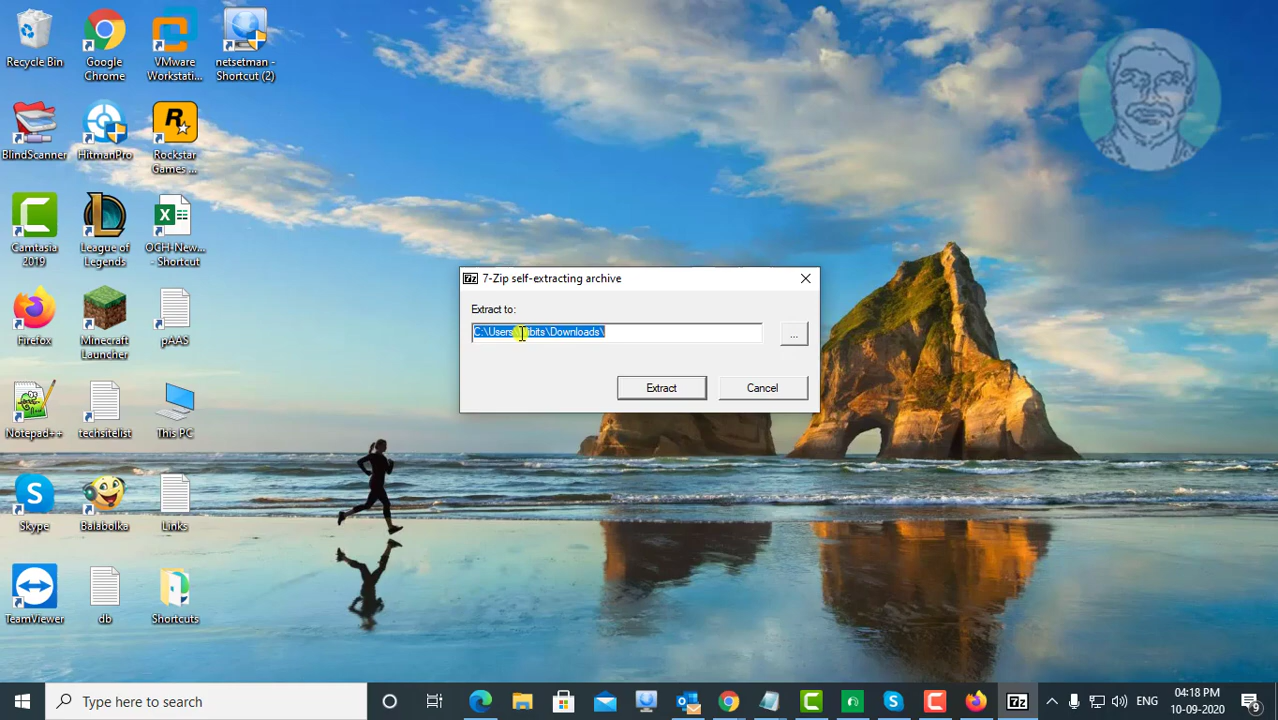 Recycle Bin
Google
Chrome
VMware
Workstati...
netsetman -
Shortcut (2)
BlindScanner
HitmanPro
Rockstar
Games ...
Camtasia
2019
League of
Legends
OCHI-New...
- Shortcut
Firefox
Minecraft
Launcher
pAAS
Notepad++
techsitelist
This PC
Skype
Balabolka
Links
TeamViewer
db
Shortcuts
7-Zip self-extracting archive
Extract to:
...
Extract
Cancel
Type here to search
ENG
04:18 PM
10-09-2020
9